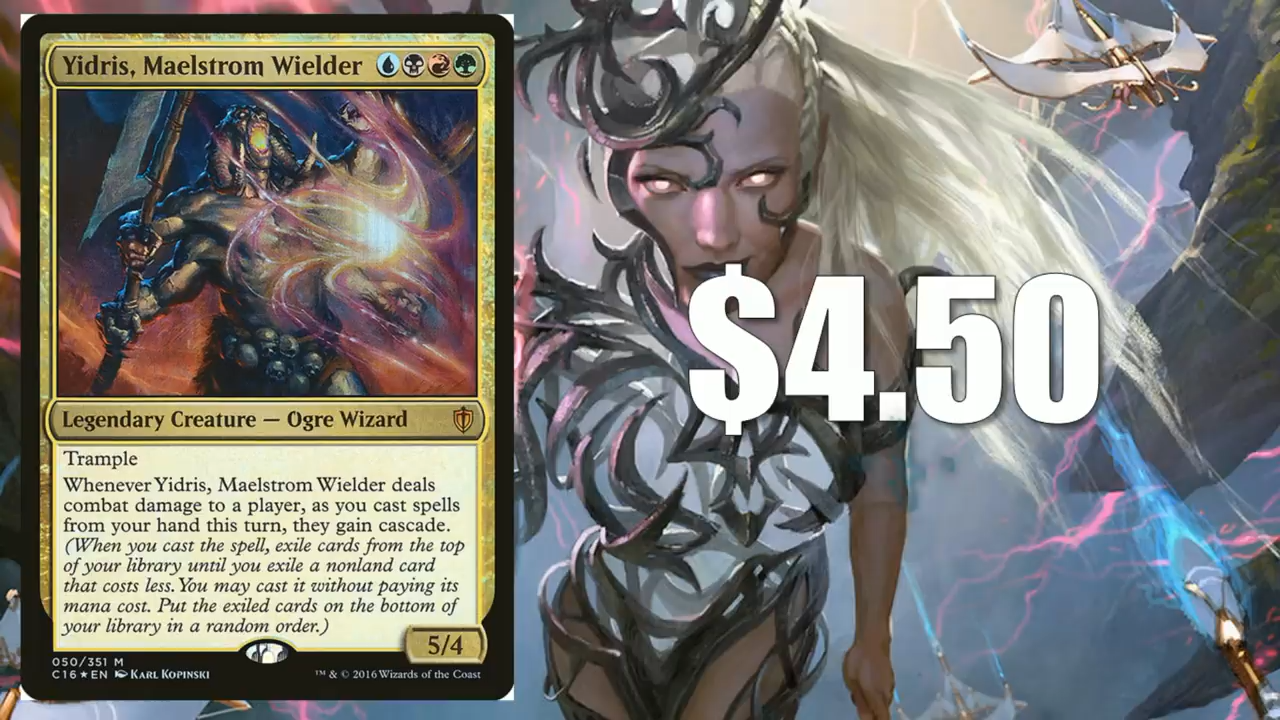 Yidris, Maelstrom Wielder
$4.50
Legendary Creature — Ogre Wizard
Trample
Whenever Yidris, Maelstrom Wielder deals
combat damage to a player, as you cast spells
from your hand this turn, they gain cascade.
(When you cast the spell, exile cards from the top
of your library until you exile a nonland card
that costs less. You may cast it without paying its
mana cost. Put the exiled cards on the bottom of
your library in a random order.)
5/4
050/351 M
C16★EN Karl Kopinski
™ & © 2016 Wizards of the Coast